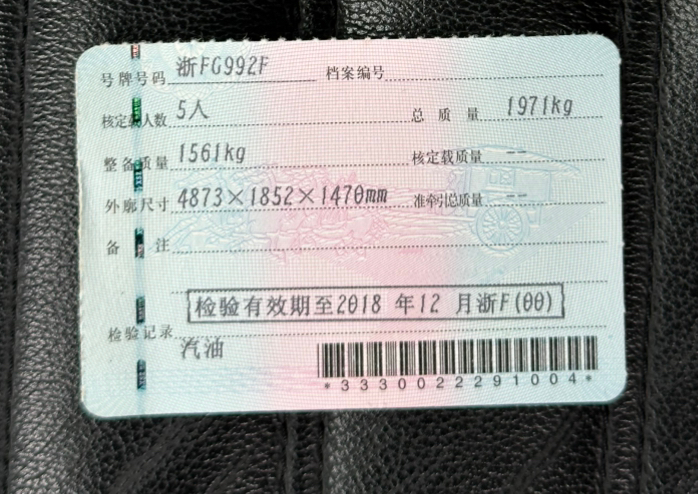 号牌号码 浙FG992F 档案编号
核定载人数 5人 总质量 1971kg
整备质量 1561kg 核定载质量 --
外廓尺寸 4873×1852×1470mm 准牵引总质量 --
备注
检验有效期至2018 年12 月浙F(00)
检验记录
汽油
*3330022291004*